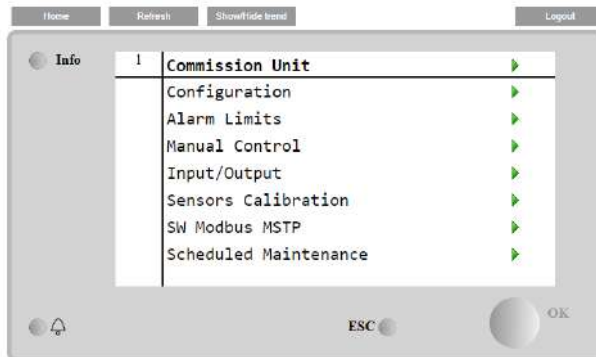 Home Refresh Show/Hide trend Logout
Info
1 Commission Unit
Configuration
Alarm Limits
Manual Control
Input/Output
Sensors Calibration
SW Modbus MSTP
Scheduled Maintenance
ESC
OK